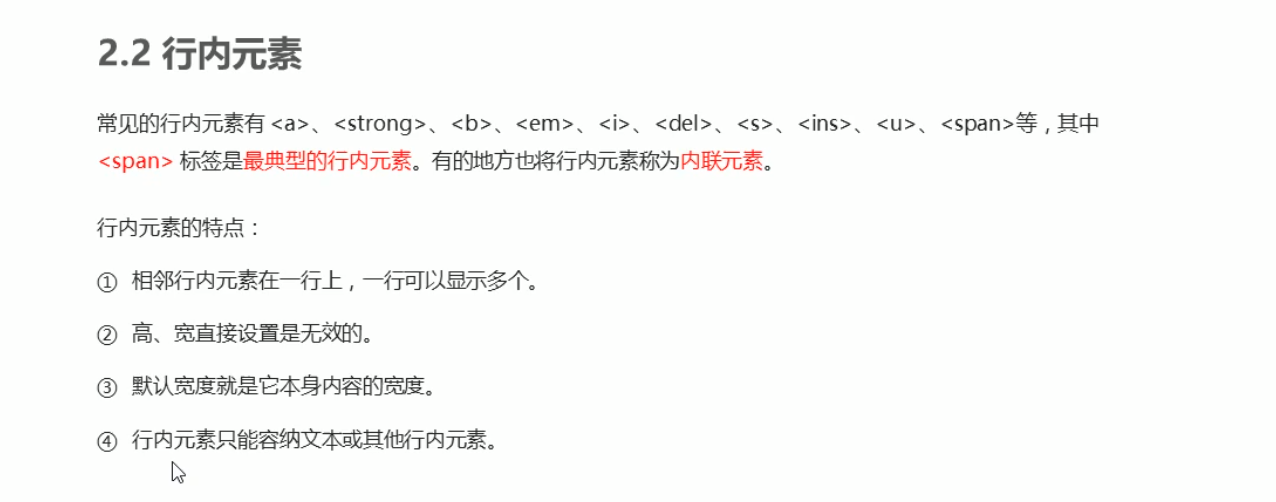 2.2 行内元素
常见的行内元素有 <a>、<strong>、<b>、<em>、<i>、<del>、<s>、<ins>、<u>、<span>等，其中
<span> 标签是最典型的行内元素。有的地方也将行内元素称为内联元素。
行内元素的特点：
① 相邻行内元素在一行上，一行可以显示多个。
② 高、宽直接设置是无效的。
③ 默认宽度就是它本身内容的宽度。
④ 行内元素只能容纳文本或其他行内元素。